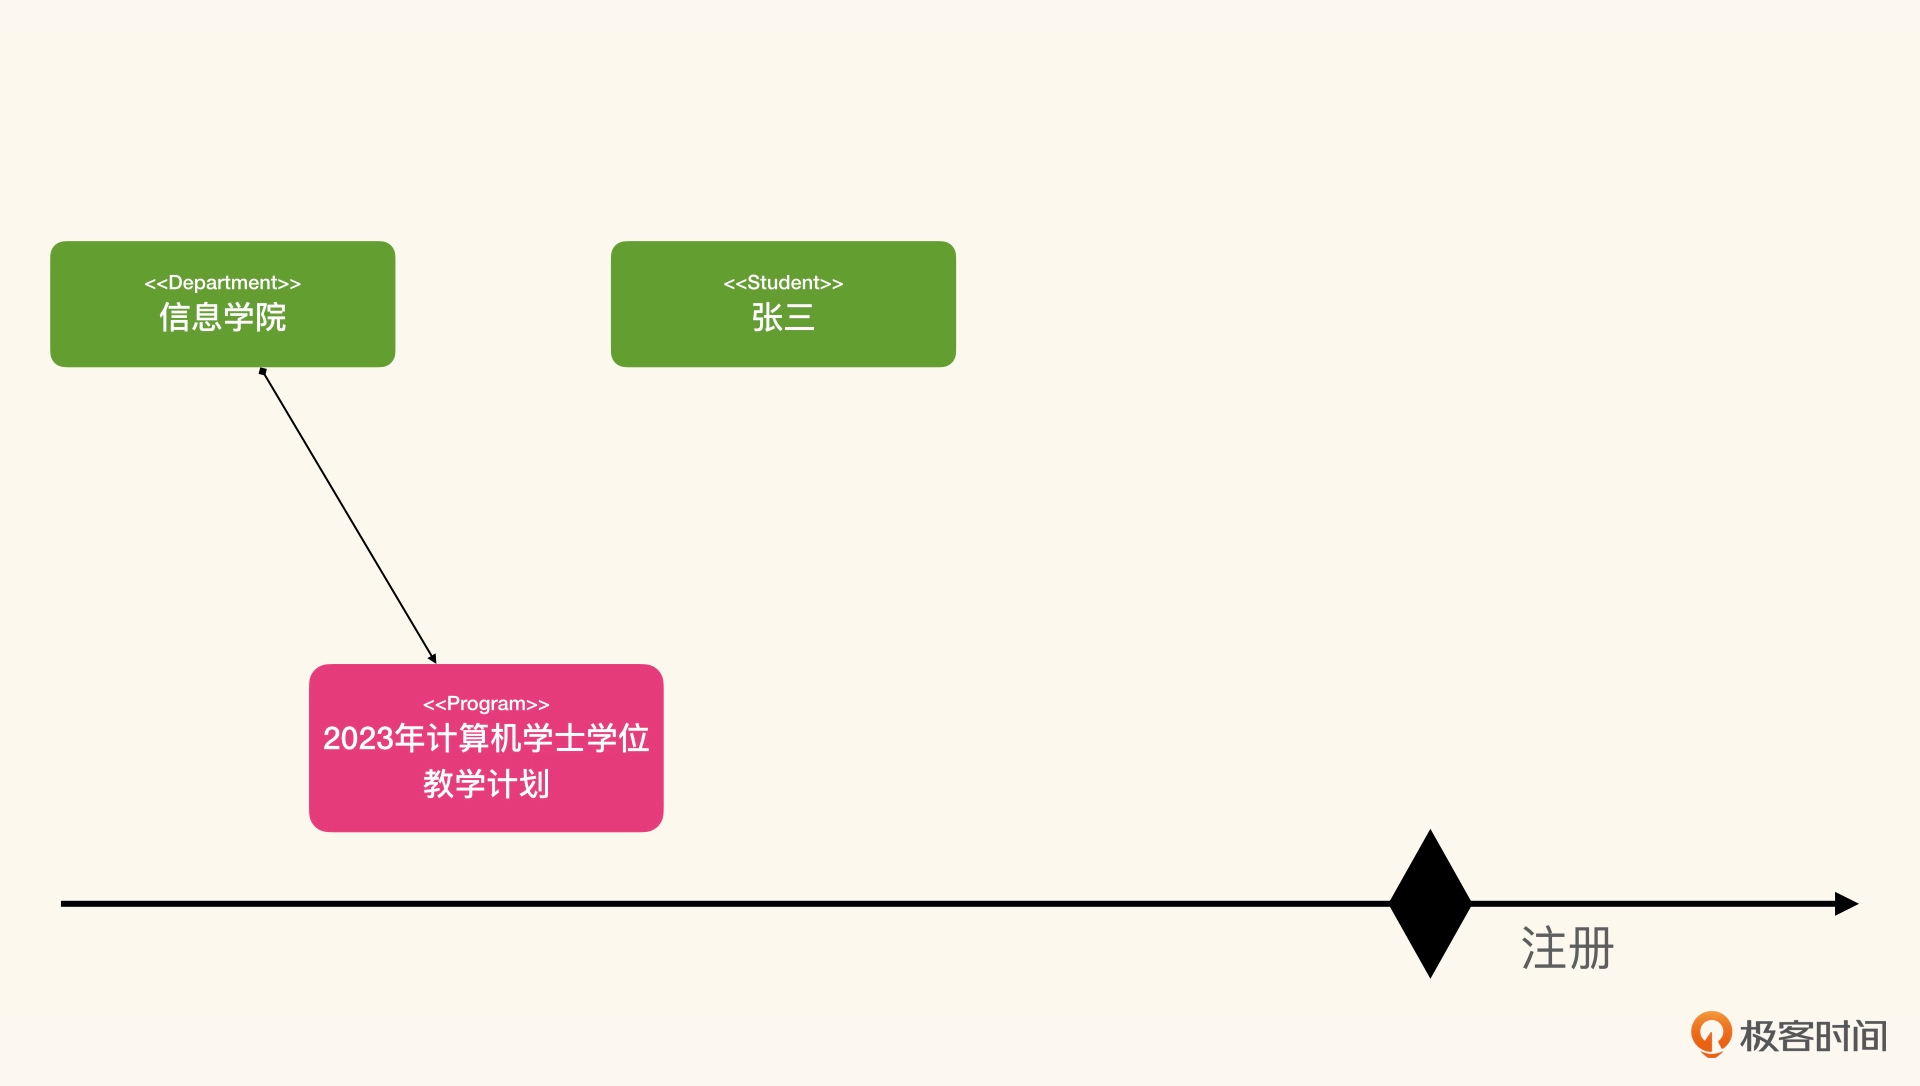 <<Department>>
信息学院
<<Student>>
张三
<<Program>>
2023年计算机学士学位
教学计划
注册
极客时间